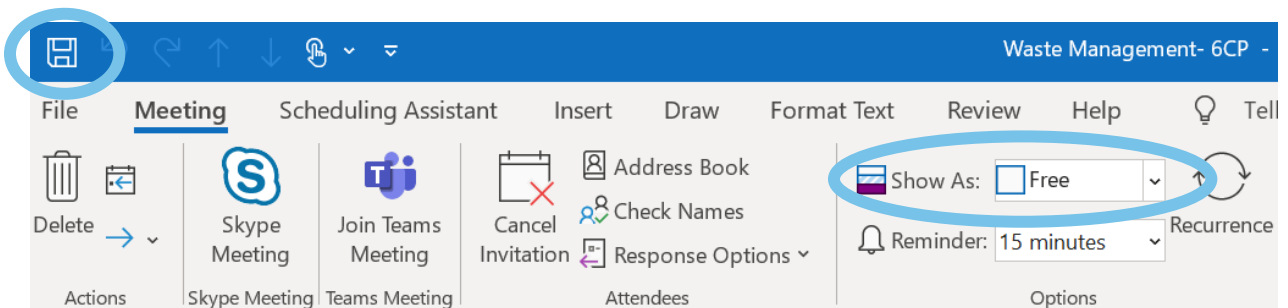 Waste Management- 6CP -
File Meeting Scheduling Assistant Insert Draw Format Text Review Help Tell
Delete
Skype Meeting
Join Teams Meeting
Cancel Invitation
Address Book
Check Names
Response Options
Show As: Free
Reminder: 15 minutes
Recurrence
Actions Skype Meeting Teams Meeting Attendees Options